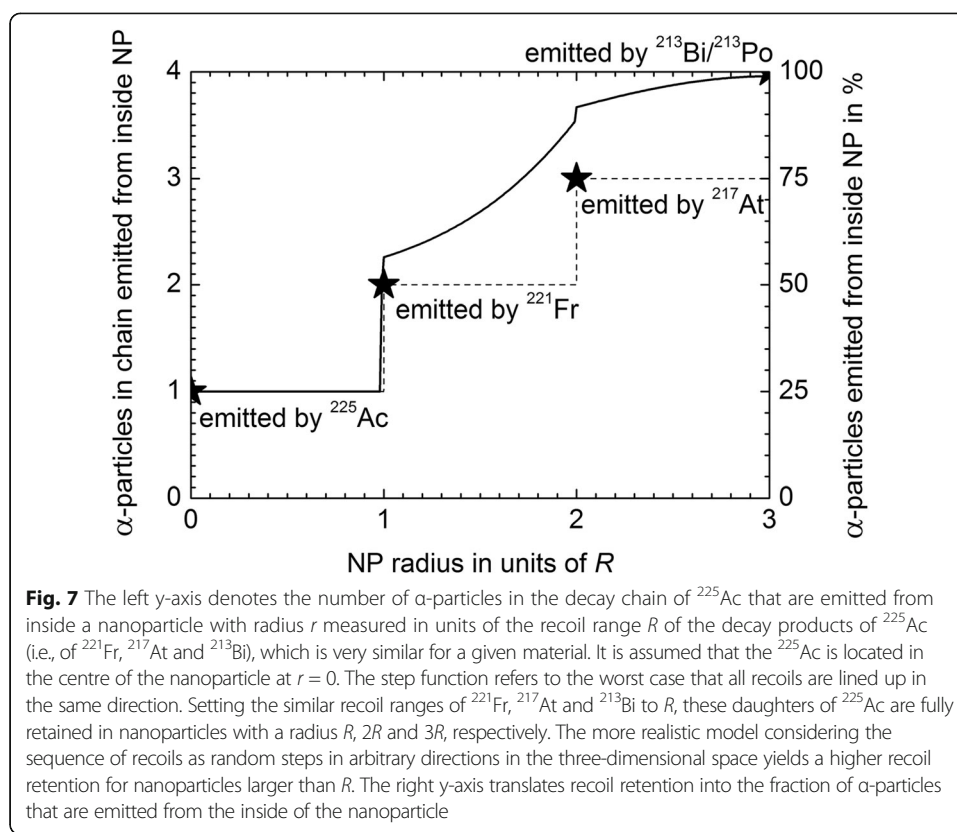 α-particles in chain emitted from inside NP
4
3
2
1
0
emitted by ²¹³Bi/²¹³Po
emitted by ²¹⁷At
emitted by ²²¹Fr
emitted by ²²⁵Ac
100
75
50
25
0
α-particles emitted from inside NP in %
0 1 2 3
NP radius in units of R
Fig. 7 The left y-axis denotes the number of α-particles in the decay chain of ²²⁵Ac that are emitted from
inside a nanoparticle with radius r measured in units of the recoil range R of the decay products of ²²⁵Ac
(i.e., of ²²¹Fr, ²¹⁷At and ²¹³Bi), which is very similar for a given material. It is assumed that the ²²⁵Ac is located in
the centre of the nanoparticle at r = 0. The step function refers to the worst case that all recoils are lined up in
the same direction. Setting the similar recoil ranges of ²²¹Fr, ²¹⁷At and ²¹³Bi to R, these daughters of ²²⁵Ac are fully
retained in nanoparticles with a radius R, 2R and 3R, respectively. The more realistic model considering the
sequence of recoils as random steps in arbitrary directions in the three-dimensional space yields a higher recoil
retention for nanoparticles larger than R. The right y-axis translates recoil retention into the fraction of α-particles
that are emitted from the inside of the nanoparticle